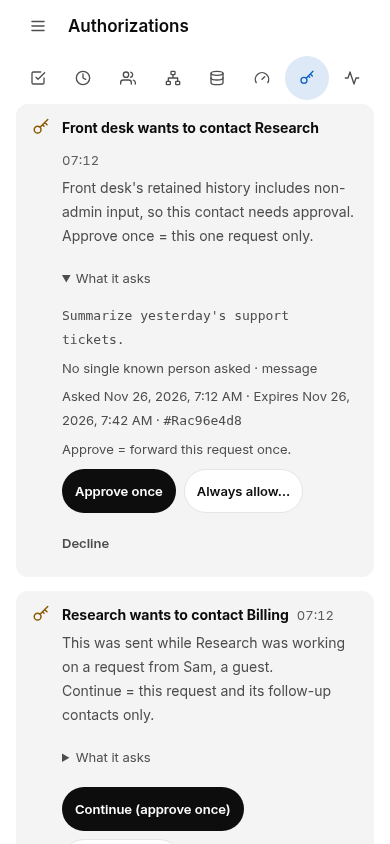 Authorizations
Front desk wants to contact Research
07:12
Front desk's retained history includes non-
admin input, so this contact needs approval.
Approve once = this one request only.
▼ What it asks
Summarize yesterday's support
tickets.
No single known person asked · message
Asked Nov 26, 2026, 7:12 AM · Expires Nov 26,
2026, 7:42 AM · #Rac96e4d8
Approve = forward this request once.
Approve once Always allow...
Decline
Research wants to contact Billing 07:12
This was sent while Research was working
on a request from Sam, a guest.
Continue = this request and its follow-up
contacts only.
▶ What it asks
Continue (approve once)